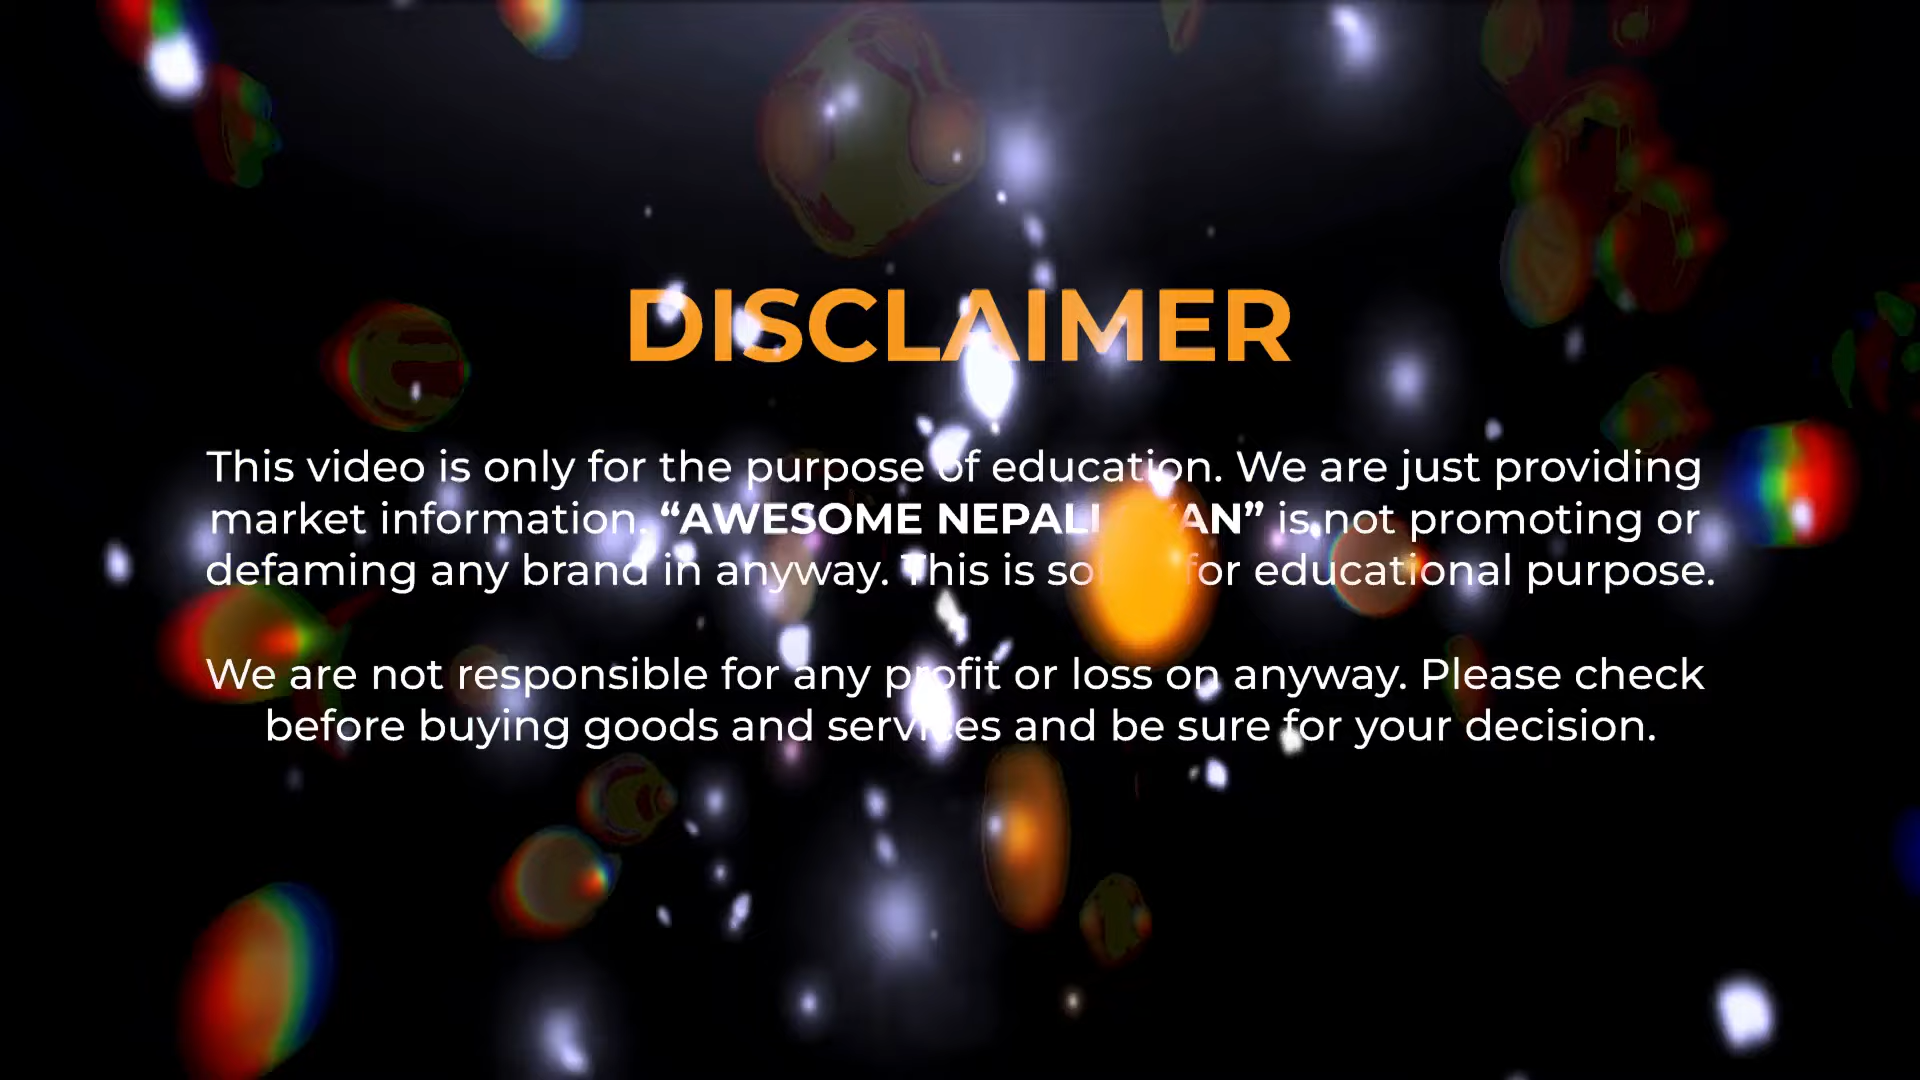 DISCLAIMER
This video is only for the purpose of education. We are just providing
market information. “AWESOME NEPALI is not promoting or
defaming any brand in anyway. This is for educational purpose.
We are not responsible for any profit or loss on anyway. Please check
before buying goods and services and be sure for your decision.